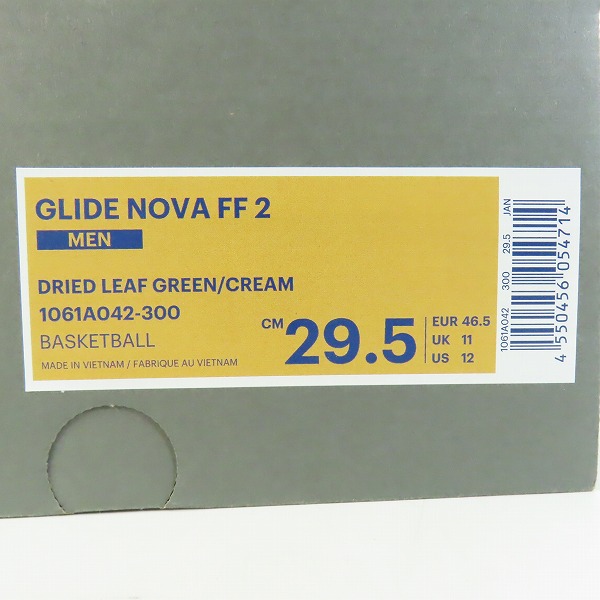 GLIDE NOVA FF 2
MEN
DRIED LEAF GREEN/CREAM
1061A042-300
BASKETBALL
MADE IN VIETNAM / FABRIQUE AU VIETNAM
CM 29.5
EUR 46.5
UK 11
US 12
1061A042 300 29.5 JAN
4 550456 054714